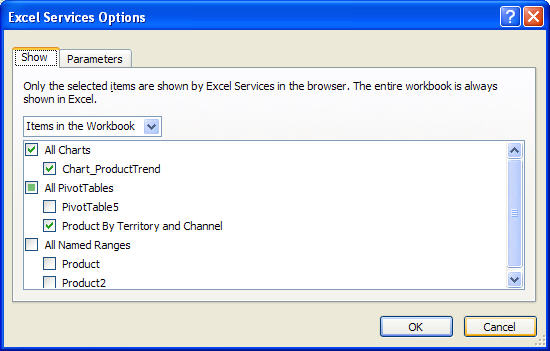 Excel Services Options
Show
Parameters
Only the selected items are shown by Excel Services in the browser. The entire workbook is always
shown in Excel.
Items in the Workbook
All Charts
Chart_ProductTrend
All PivotTables
PivotTable5
Product By Territory and Channel
All Named Ranges
Product
Product2
OK
Cancel